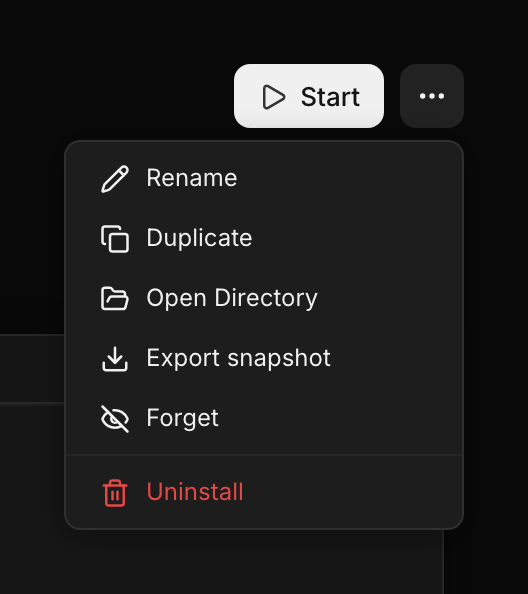 Start
Rename
Duplicate
Open Directory
Export snapshot
Forget
Uninstall